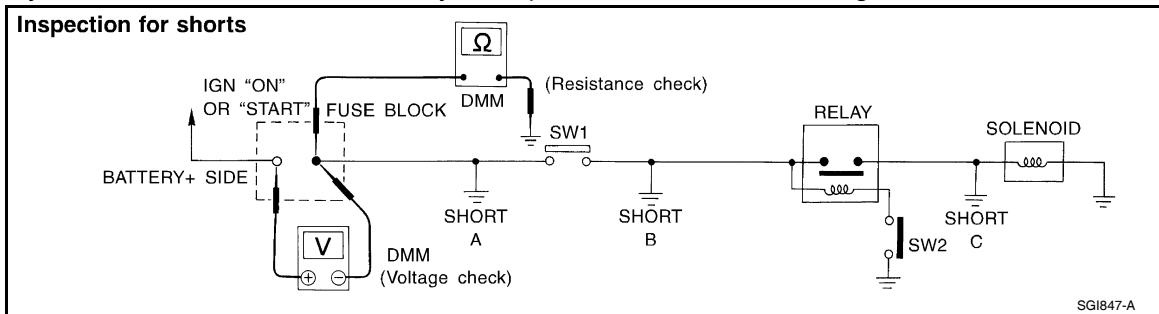 Inspection for shorts
Ω
IGN "ON"
OR "START"
FUSE BLOCK
DMM
(Resistance check)
SW1
RELAY
SOLENOID
BATTERY+ SIDE
SHORT
A
SHORT
B
SHORT
C
SW2
V
DMM
(Voltage check)
+
−
SGI847-A